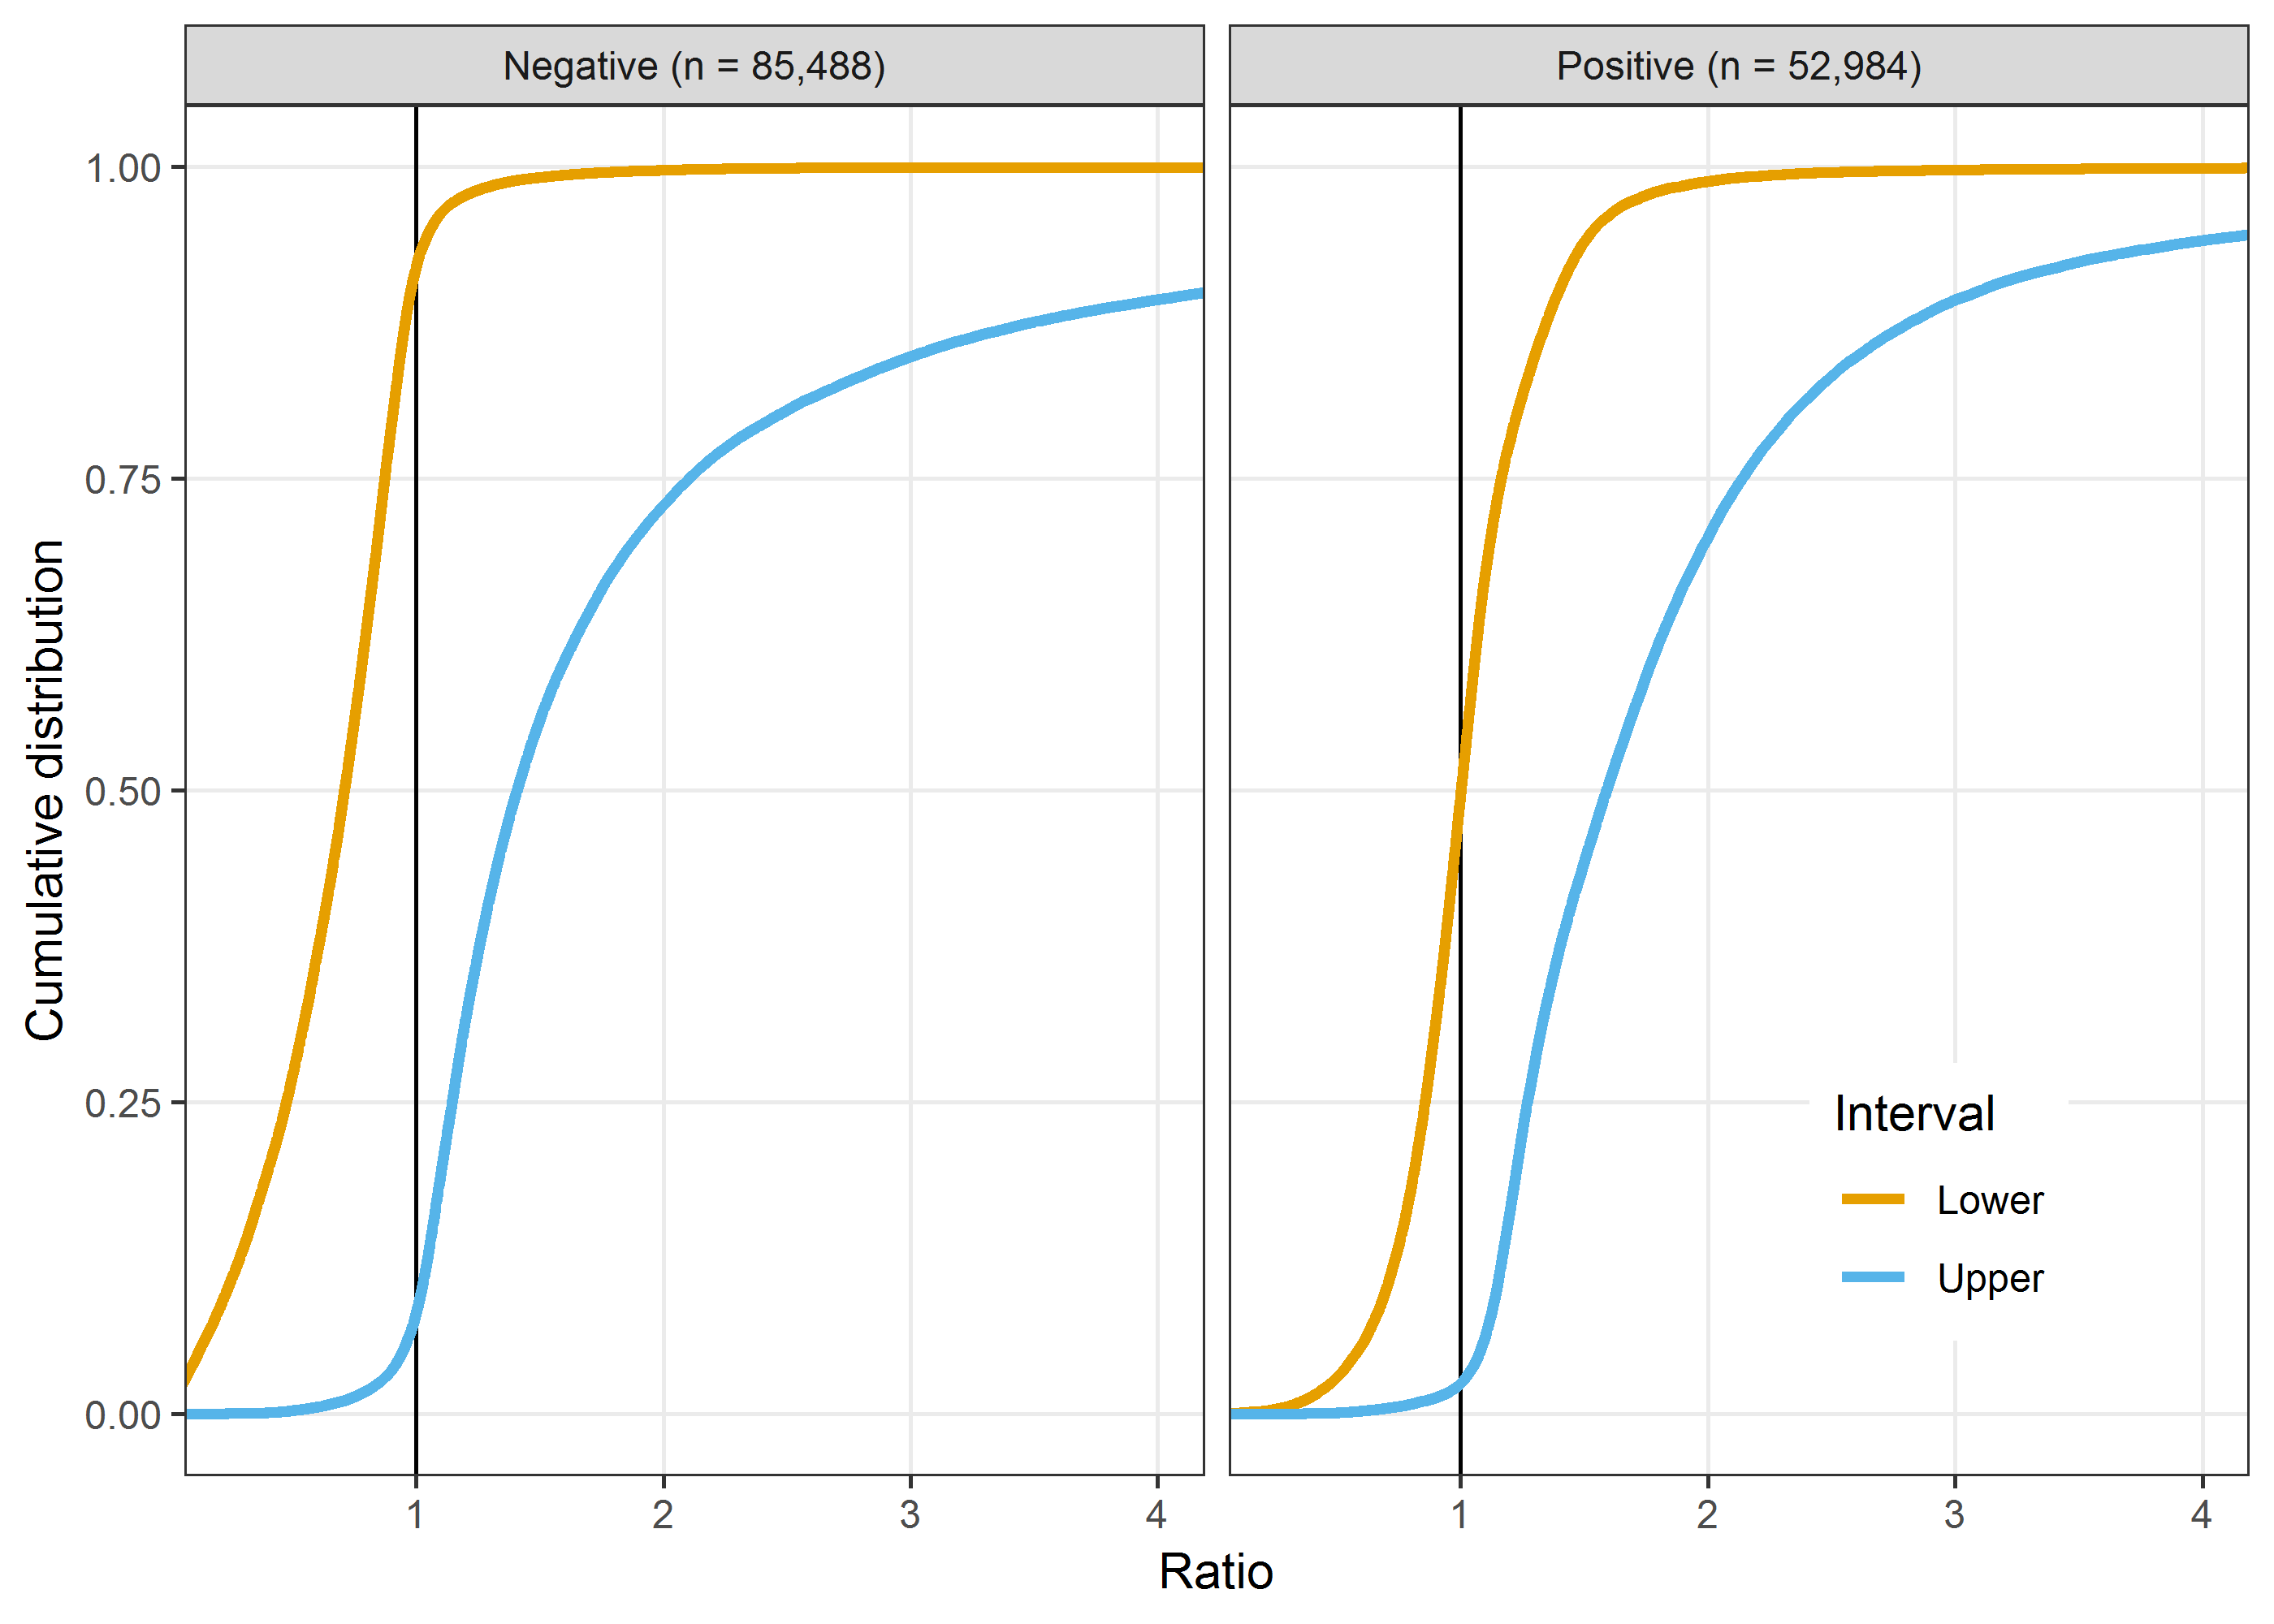 Negative (n = 85,488)
Positive (n = 52,984)
Cumulative distribution
1.00
0.75
0.50
0.25
0.00
Interval
Lower
Upper
1 2 3 4
1 2 3 4
Ratio